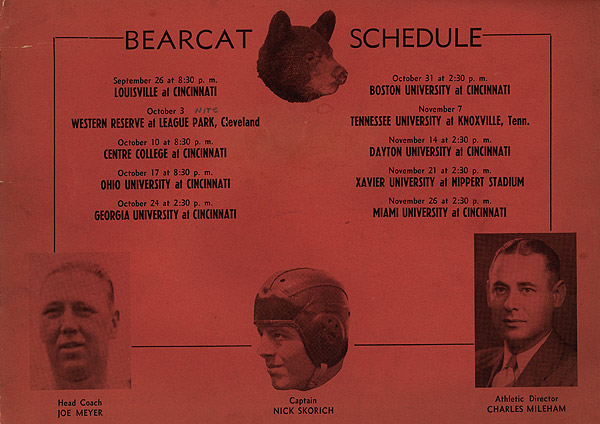 BEARCAT SCHEDULE
September 26 at 8:30 p. m.
LOUISVILLE at CINCINNATI
October 3 NITE
WESTERN RESERVE at LEAGUE PARK, Cleveland
October 10 at 8:30 p. m.
CENTRE COLLEGE at CINCINNATI
October 17 at 8:30 p. m.
OHIO UNIVERSITY at CINCINNATI
October 24 at 2:30 p. m.
GEORGIA UNIVERSITY at CINCINNATI
October 31 at 2:30 p. m.
BOSTON UNIVERSITY at CINCINNATI
November 7
TENNESSEE UNIVERSITY at KNOXVILLE, Tenn.
November 14 at 2:30 p. m.
DAYTON UNIVERSITY at CINCINNATI
November 21 at 2:30 p. m.
XAVIER UNIVERSITY at NIPPERT STADIUM
November 26 at 2:30 p. m.
MIAMI UNIVERSITY at CINCINNATI
Head Coach
JOE MEYER
Captain
NICK SKORICH
Athletic Director
CHARLES MILEHAM